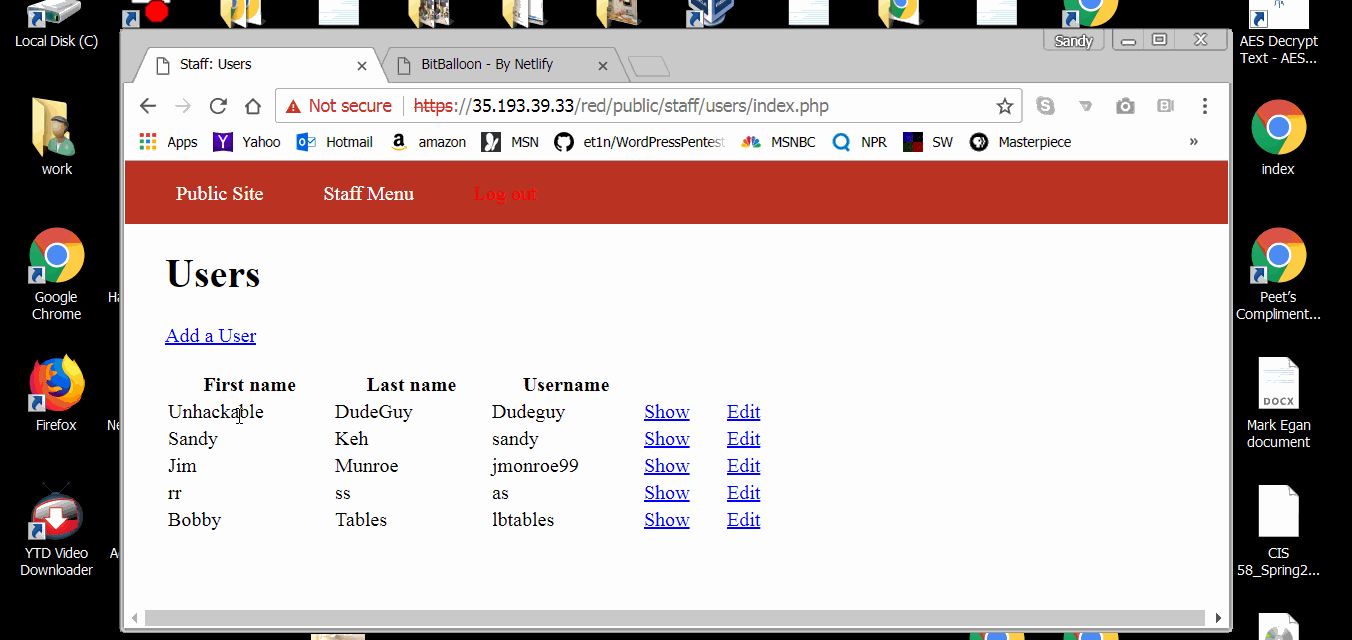 Local Disk (C)
work
Google
Chrome
Firefox
YTD Video
Downloader
Sandy
Staff: Users
BitBalloon - By Netlify
Not secure
https://35.193.39.33/red/public/staff/users/index.php
Apps Yahoo Hotmail amazon MSN et1n/WordPressPentest MSNBC NPR SW Masterpiece »
Public Site Staff Menu Log out
Users
Add a User
First name Last name Username
Unhackable DudeGuy Dudeguy Show Edit
Sandy Keh sandy Show Edit
Jim Munroe jmonroe99 Show Edit
rr ss as Show Edit
Bobby Tables lbtables Show Edit
AES Decrypt
Text - AES...
index
Peet's
Compliment...
DOCX
Mark Egan
document
CIS
58_Spring2...